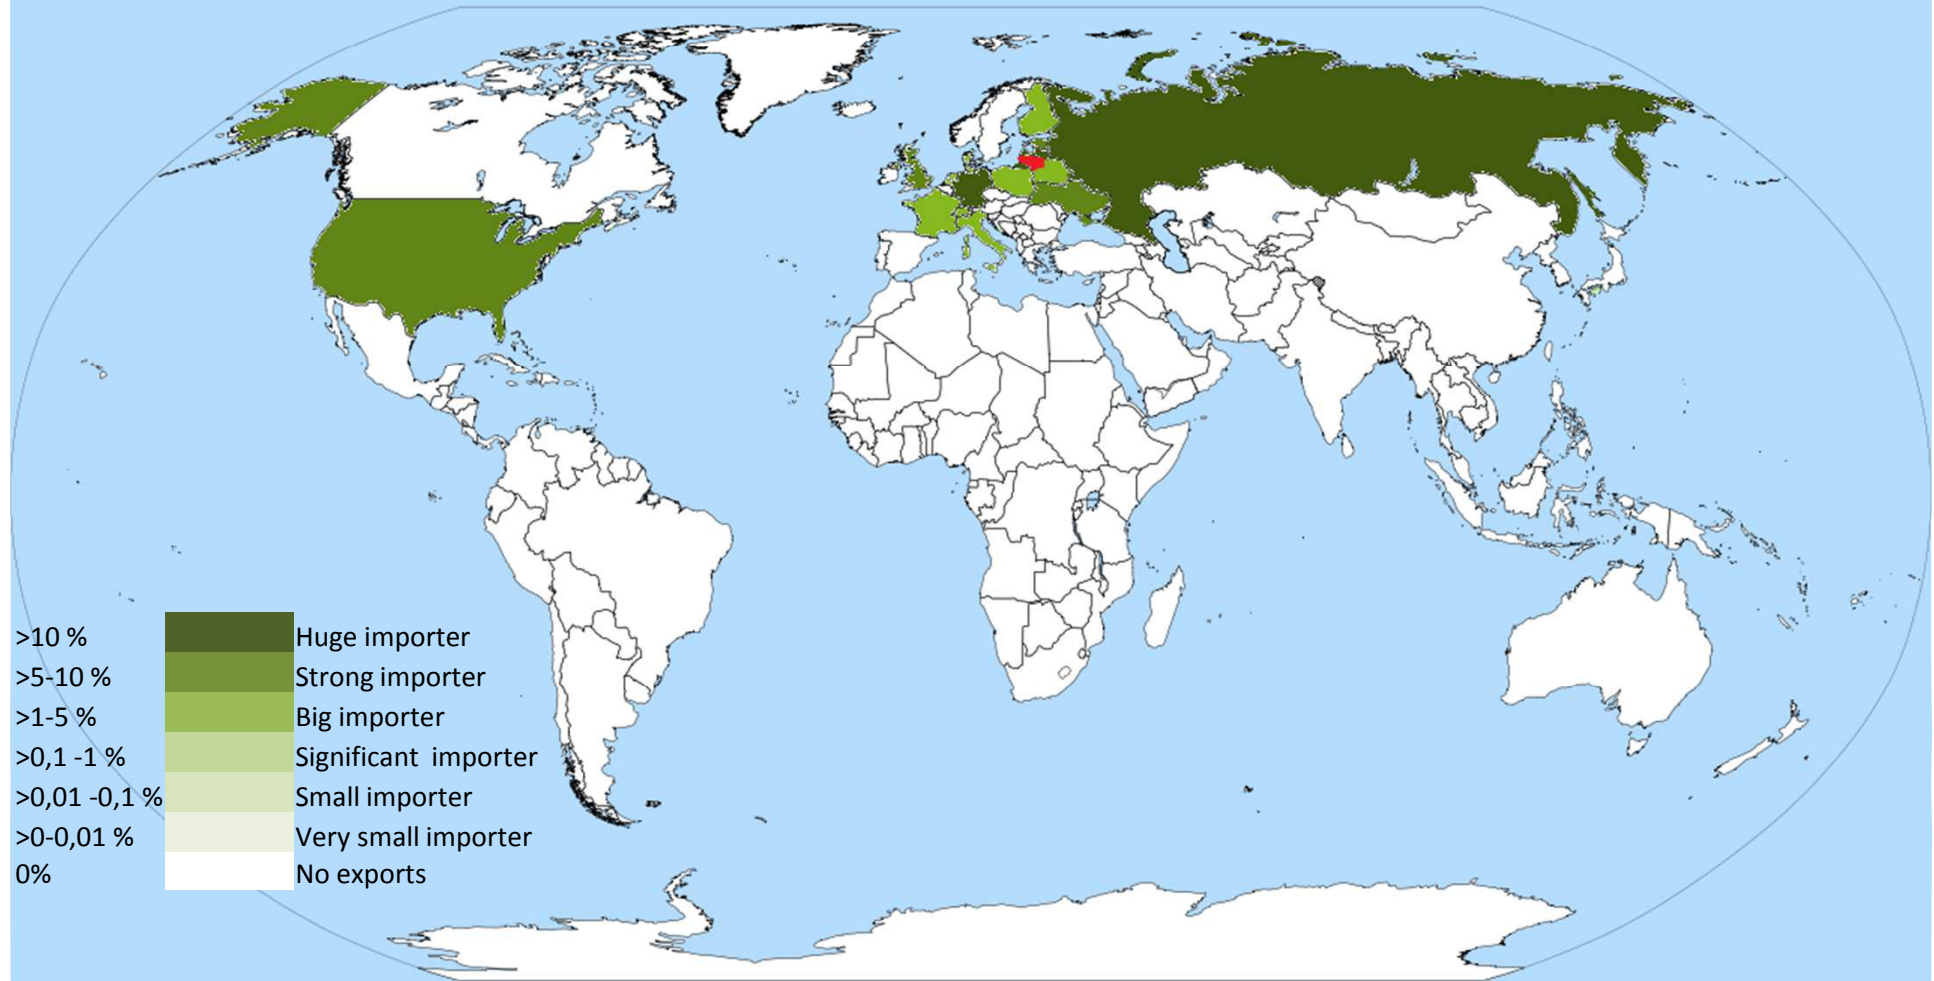 >10 % Huge importer
>5-10 % Strong importer
>1-5 % Big importer
>0,1 -1 % Significant  importer
>0,01 -0,1 % Small importer
>0-0,01 % Very small importer
0% No exports